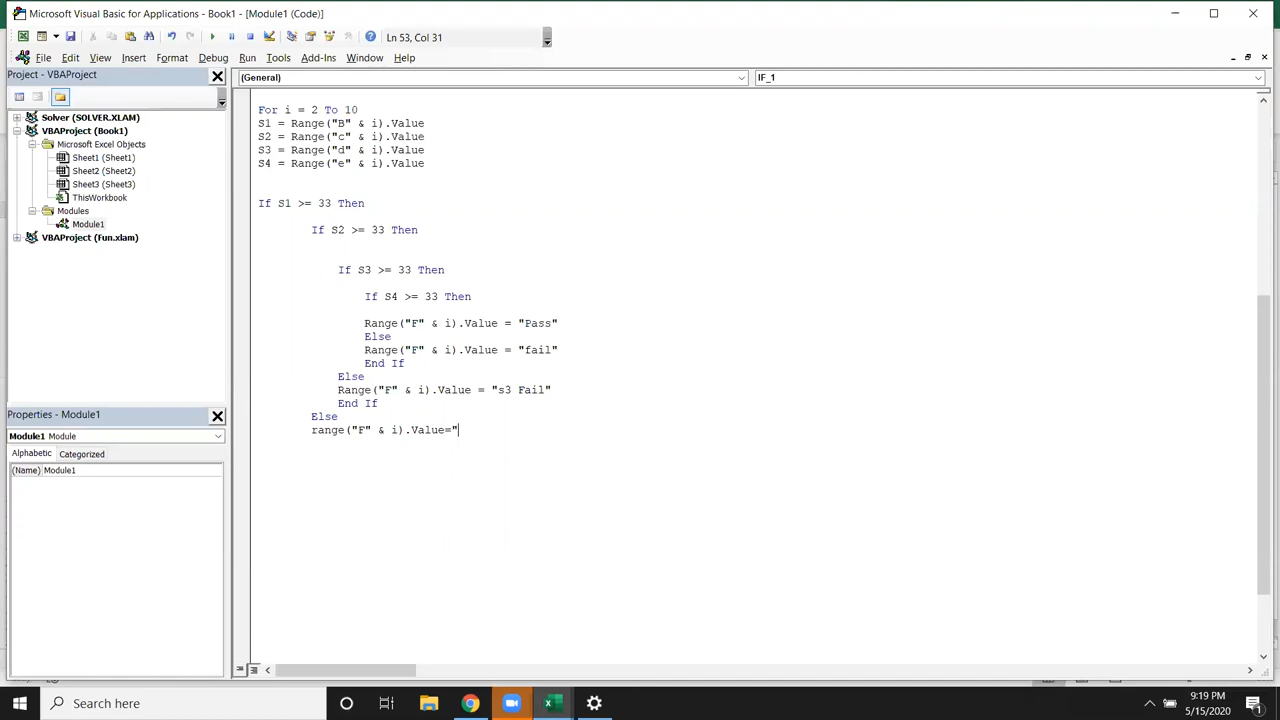 Microsoft Visual Basic for Applications - Book1 - [Module1 (Code)]
Ln 53, Col 31
File Edit View Insert Format Debug Run Tools Add-Ins Window Help
Project - VBAProject
(General)
IF_1
Solver (SOLVER.XLAM)
VBAProject (Book1)
Microsoft Excel Objects
Sheet1 (Sheet1)
Sheet2 (Sheet2)
Sheet3 (Sheet3)
ThisWorkbook
Modules
Module1
VBAProject (Fun.xlam)
For i = 2 To 10
S1 = Range("B" & i).Value
S2 = Range("c" & i).Value
S3 = Range("d" & i).Value
S4 = Range("e" & i).Value
If S1 >= 33 Then
If S2 >= 33 Then
If S3 >= 33 Then
If S4 >= 33 Then
Range("F" & i).Value = "Pass"
Else
Range("F" & i).Value = "fail"
End If
Else
Range("F" & i).Value = "s3 Fail"
End If
Else
range("F" & i).Value="
Properties - Module1
Module1 Module
Alphabetic Categorized
(Name) Module1
Search here
9:19 PM
5/15/2020
1